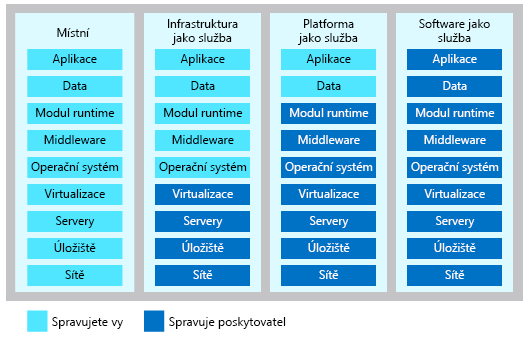 Místní
Aplikace
Data
Modul runtime
Middleware
Operační systém
Virtualizace
Servery
Úložiště
Sítě
Infrastruktura
jako služba
Aplikace
Data
Modul runtime
Middleware
Operační systém
Virtualizace
Servery
Úložiště
Sítě
Platforma
jako služba
Aplikace
Data
Modul runtime
Middleware
Operační systém
Virtualizace
Servery
Úložiště
Sítě
Software jako
služba
Aplikace
Data
Modul runtime
Middleware
Operační systém
Virtualizace
Servery
Úložiště
Sítě
Spravujete vy
Spravuje poskytovatel